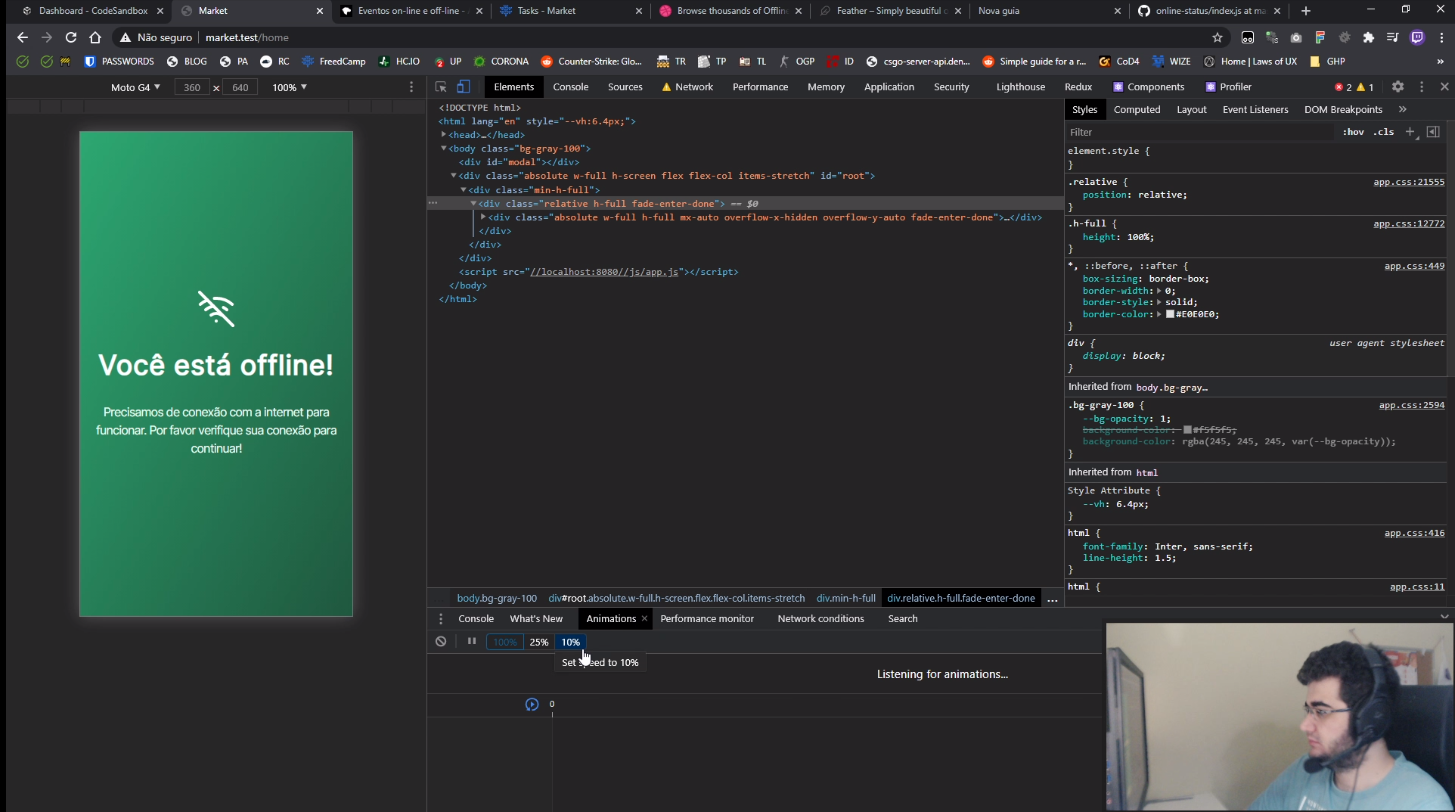 Dashboard - CodeSandbox
Market
Eventos on-line e off-line -
Tasks - Market
Browse thousands of Offline
Feather – Simply beautiful o
Nova guia
online-status/index.js at ma
Não seguro | market.test/home
PASSWORDS BLOG PA RC FreedCamp HCJO UP CORONA Counter-Strike: Glo... TR TP TL OGP ID csgo-server-api.den... Simple guide for a r... CoD4 WIZE Home | Laws of UX GHP »
Moto G4 ▼ 360 x 640 100% ▼
Elements Console Sources Network Performance Memory Application Security Lighthouse Redux Components Profiler 2 1
Você está offline!
Precisamos de conexão com a internet para
funcionar. Por favor verifique sua conexão para
continuar!
<!DOCTYPE html>
<html lang="en" style="--vh:6.4px;">
▶<head>…</head>
▼<body class="bg-gray-100">
<div id="modal"></div>
▼<div class="absolute w-full h-screen flex flex-col items-stretch" id="root">
▼<div class="min-h-full">
▼<div class="relative h-full fade-enter-done"> == $0
▶<div class="absolute w-full h-full mx-auto overflow-x-hidden overflow-y-auto fade-enter-done">…</div>
</div>
</div>
</div>
<script src="//localhost:8080//js/app.js"></script>
</body>
</html>
body.bg-gray-100 div#root.absolute.w-full.h-screen.flex.flex-col.items-stretch div.min-h-full div.relative.h-full.fade-enter-done ...
Styles Computed Layout Event Listeners DOM Breakpoints »
Filter :hov .cls +
element.style {
}
.relative { app.css:21555
position: relative;
}
.h-full { app.css:12772
height: 100%;
}
*, ::before, ::after { app.css:449
box-sizing: border-box;
border-width:▶ 0;
border-style:▶ solid;
border-color:▶ #E0E0E0;
}
div { user agent stylesheet
display: block;
}
Inherited from body.bg-gray…
.bg-gray-100 { app.css:2594
--bg-opacity: 1;
background-color: #f5f5f5;
background-color: rgba(245, 245, 245, var(--bg-opacity));
}
Inherited from html
Style Attribute {
--vh: 6.4px;
}
html { app.css:416
font-family: Inter, sans-serif;
line-height: 1.5;
}
html { app.css:11
Console What's New Animations × Performance monitor Network conditions Search
100% 25% 10%
Set speed to 10%
Listening for animations...
0